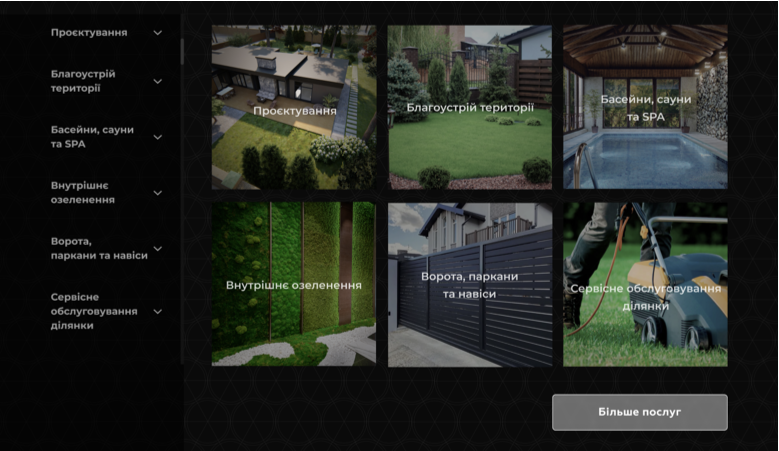 Проєктування
Благоустрій
території
Басейни, сауни
та SPA
Внутрішнє
озеленення
Ворота,
паркани та навіси
Сервісне
обслуговування
ділянки
Проєктування
Благоустрій території
Басейни, сауни
та SPA
Внутрішнє озеленення
Ворота, паркани
та навіси
Сервісне обслуговування
ділянки
Більше послуг